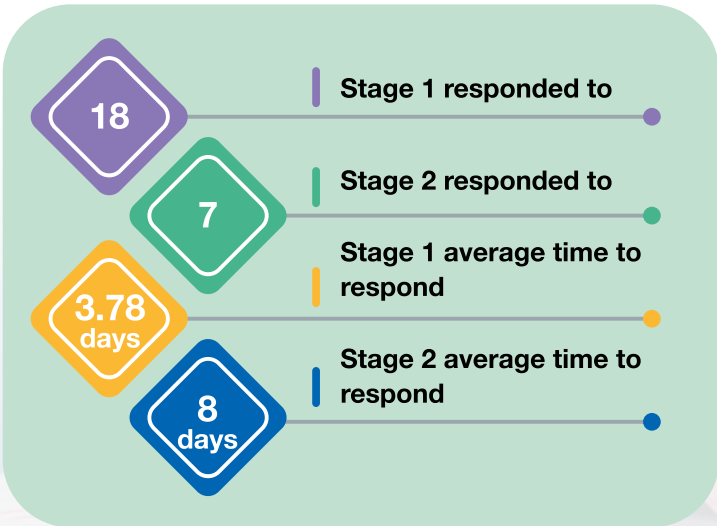 18
Stage 1 responded to
7
Stage 2 responded to
3.78
days
Stage 1 average time to
respond
8
days
Stage 2 average time to
respond